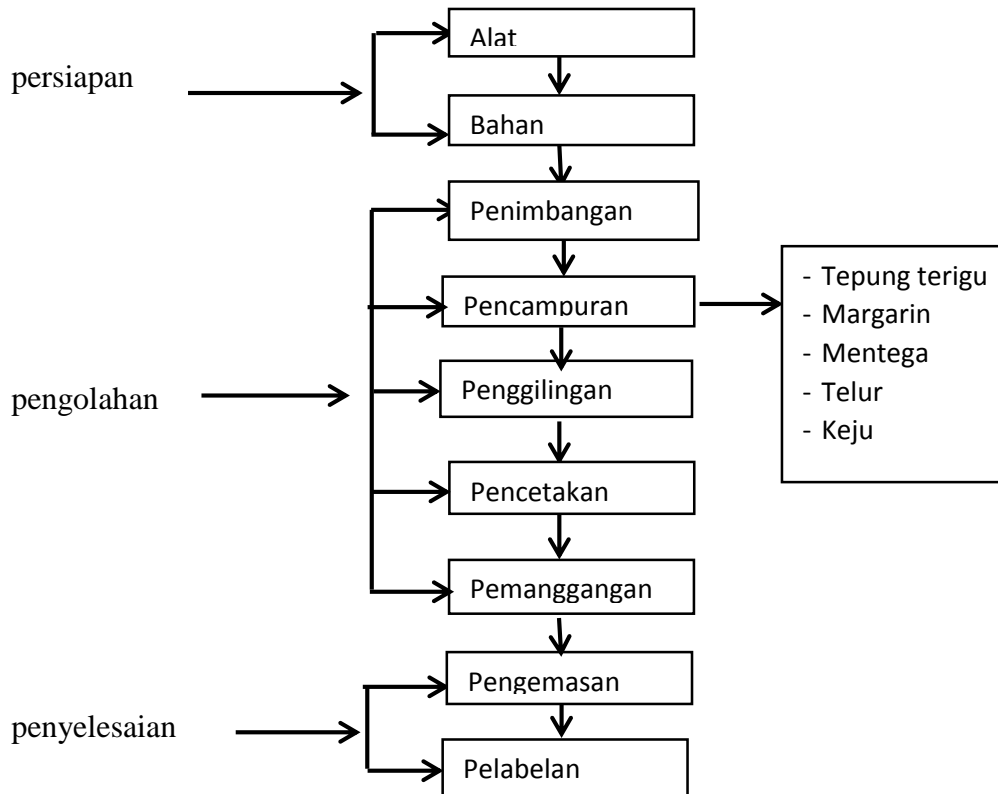 Alat
persiapan
Bahan
Penimbangan
Pencampuran
- Tepung terigu
- Margarin
- Mentega
- Telur
- Keju
Penggilingan
pengolahan
Pencetakan
Pemanggangan
Pengemasan
penyelesaian
Pelabelan